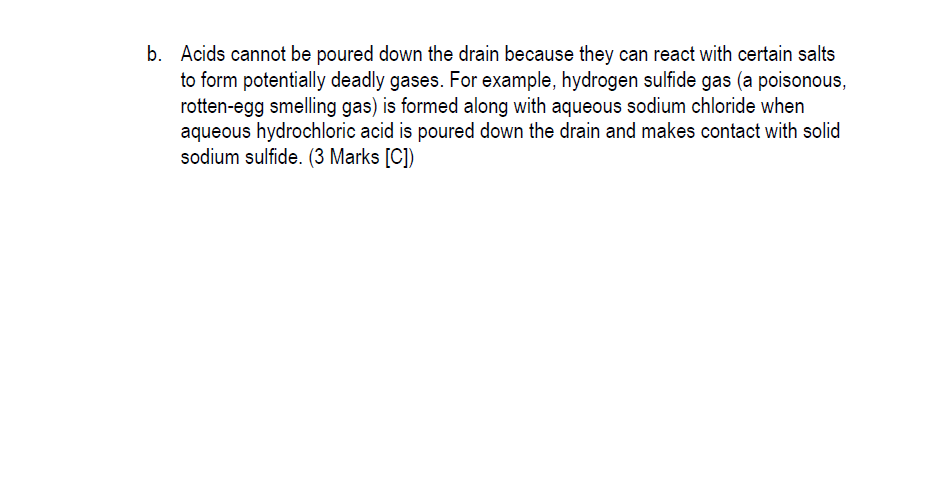 b. Acids cannot be poured down the drain because they can react with certain salts
to form potentially deadly gases. For example, hydrogen sulfide gas (a poisonous,
rotten-egg smelling gas) is formed along with aqueous sodium chloride when
aqueous hydrochloric acid is poured down the drain and makes contact with solid
sodium sulfide. (3 Marks [C])